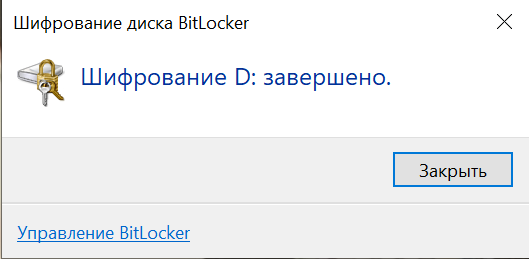 Шифрование диска BitLocker
Шифрование D: завершено.
Закрыть
Управление BitLocker